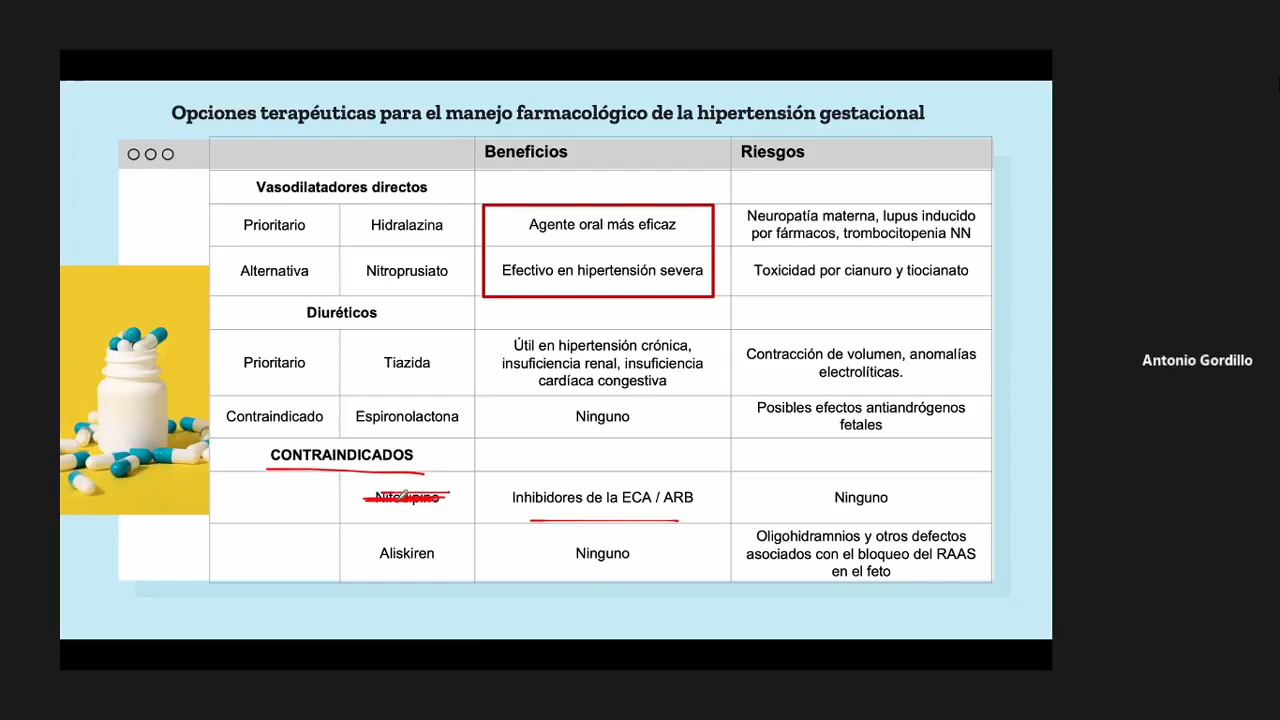 Opciones terapéuticas para el manejo farmacológico de la hipertensión gestacional
Beneficios
Riesgos
Vasodilatadores directos
Prioritario
Hidralazina
Agente oral más eficaz
Neuropatía materna, lupus inducido
por fármacos, trombocitopenia NN
Alternativa
Nitroprusiato
Efectivo en hipertensión severa
Toxicidad por cianuro y tiocianato
Diuréticos
Prioritario
Tiazida
Útil en hipertensión crónica,
insuficiencia renal, insuficiencia
cardíaca congestiva
Contracción de volumen, anomalías
electrolíticas.
Contraindicado
Espironolactona
Ninguno
Posibles efectos antiandrógenos
fetales
CONTRAINDICADOS
Nifedipino
Inhibidores de la ECA / ARB
Ninguno
Aliskiren
Ninguno
Oligohidramnios y otros defectos
asociados con el bloqueo del RAAS
en el feto
Antonio Gordillo